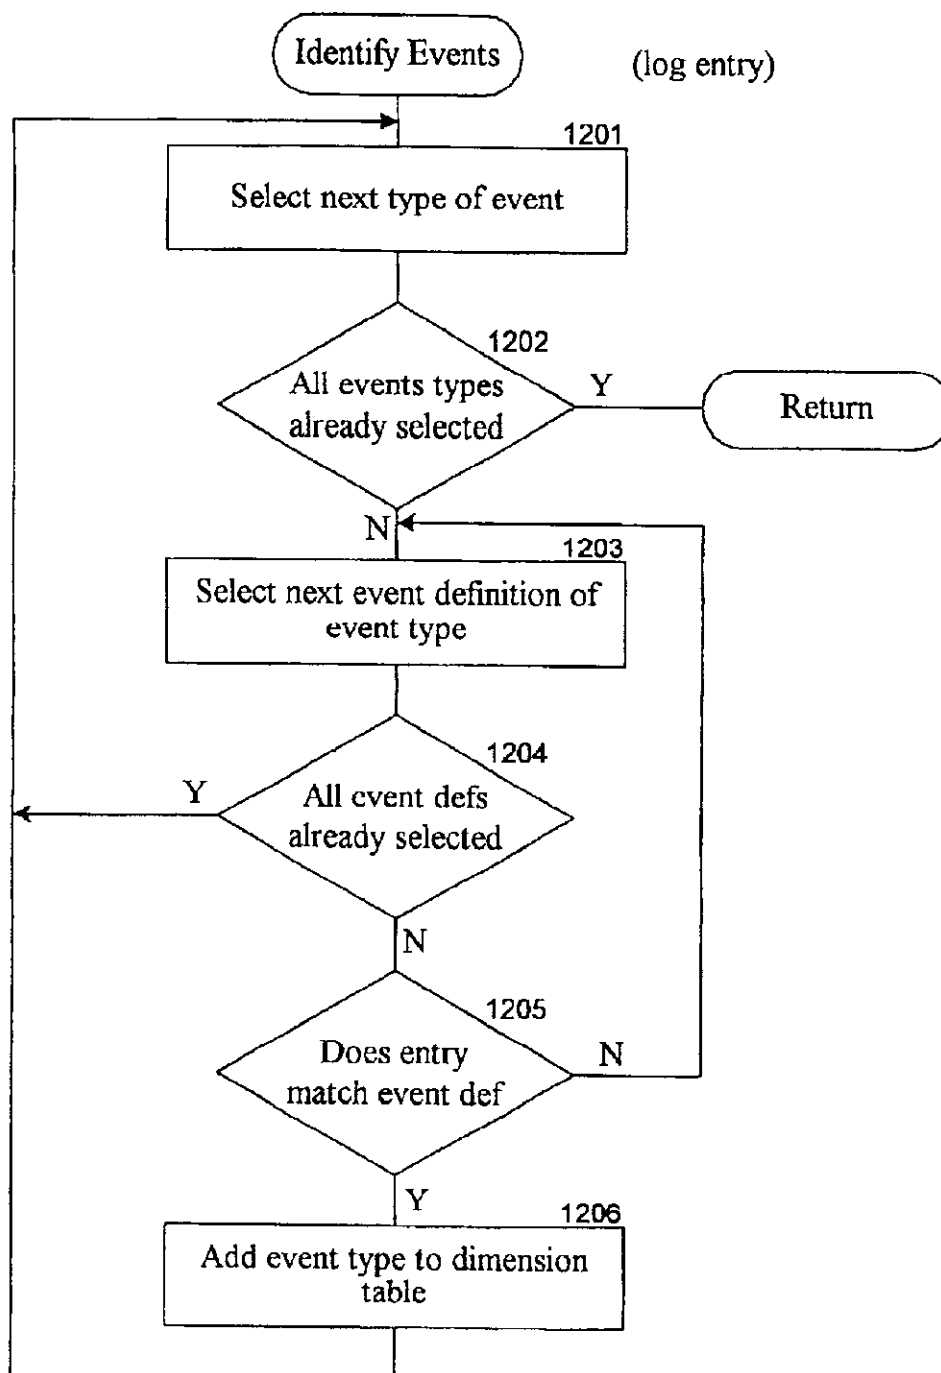 Identify Events
(log entry)
1201
Select next type of event
1202
All events types
already selected
Y
Return
N
1203
Select next event definition of
event type
1204
Y
All event defs
already selected
N
1205
Does entry
match event def
N
Y
1206
Add event type to dimension
table